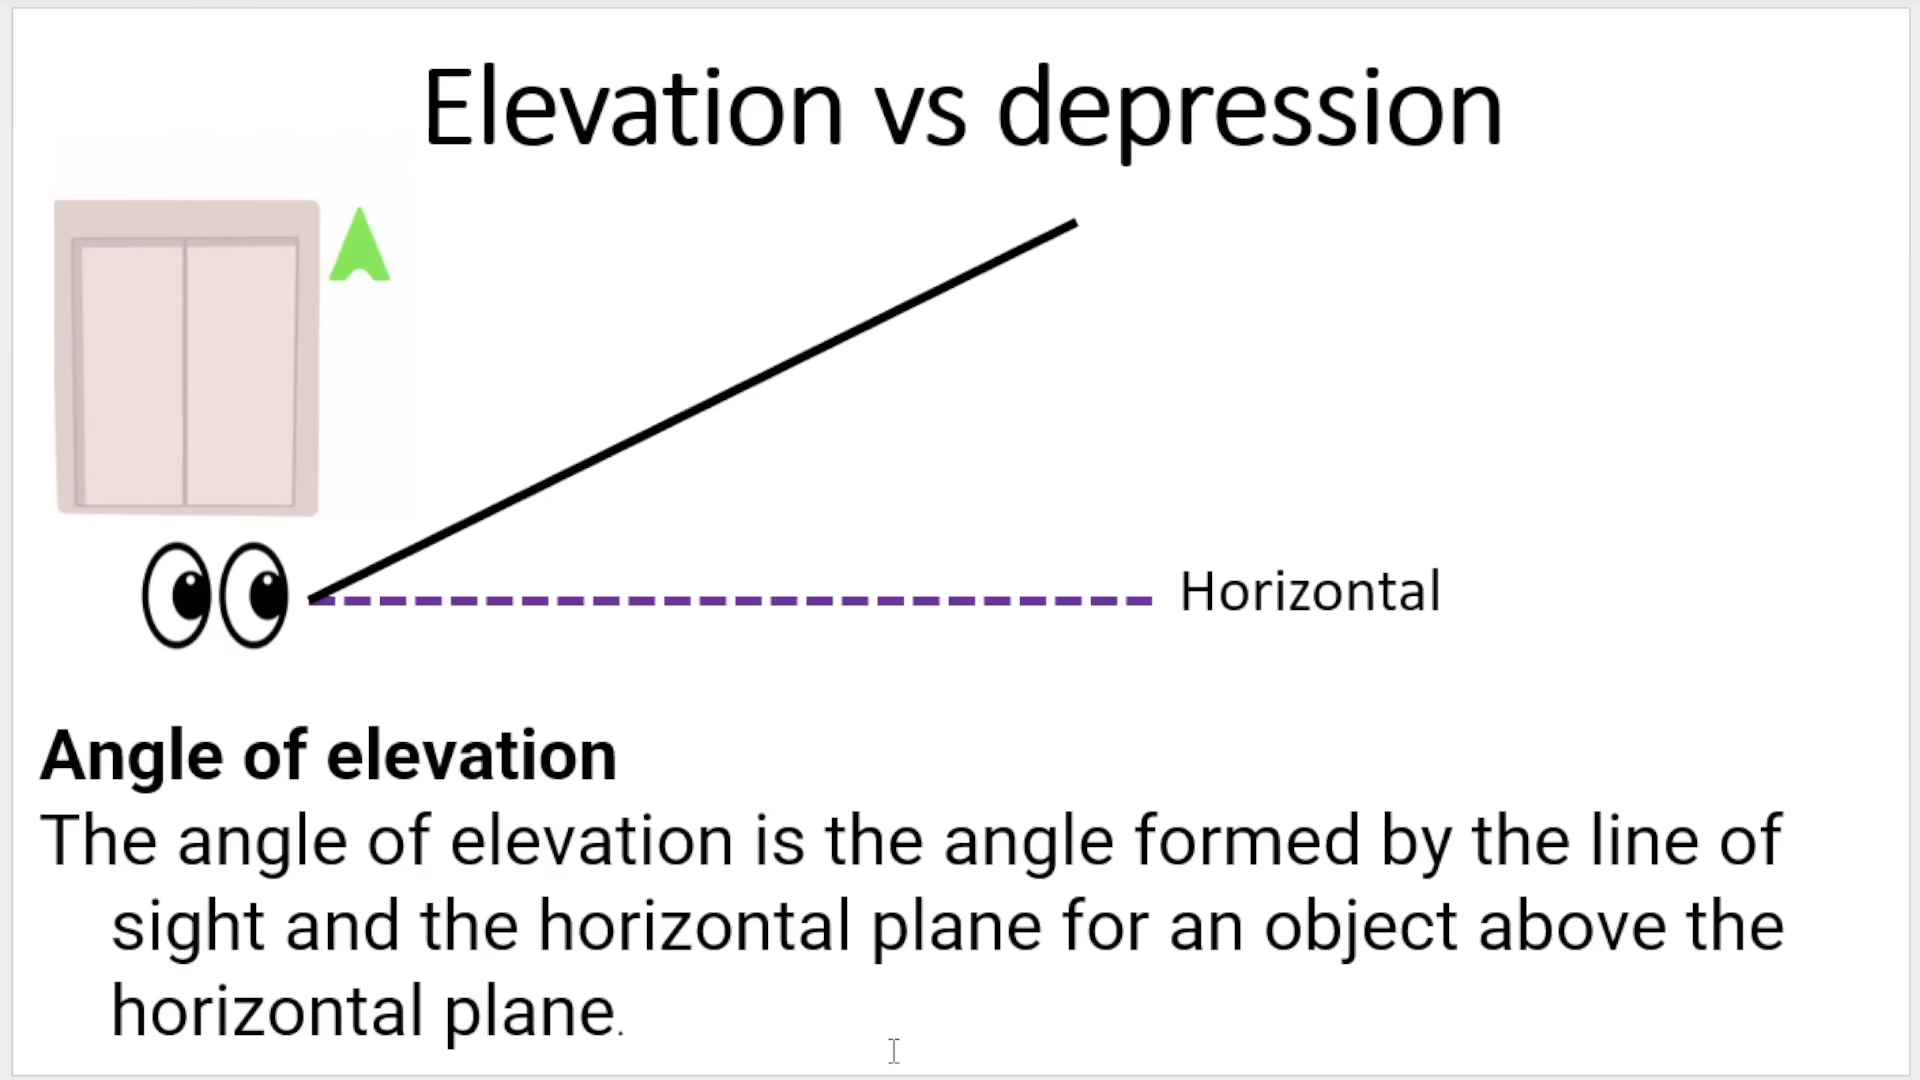 Elevation vs depression
Horizontal
Angle of elevation
The angle of elevation is the angle formed by the line of
sight and the horizontal plane for an object above the
horizontal plane.